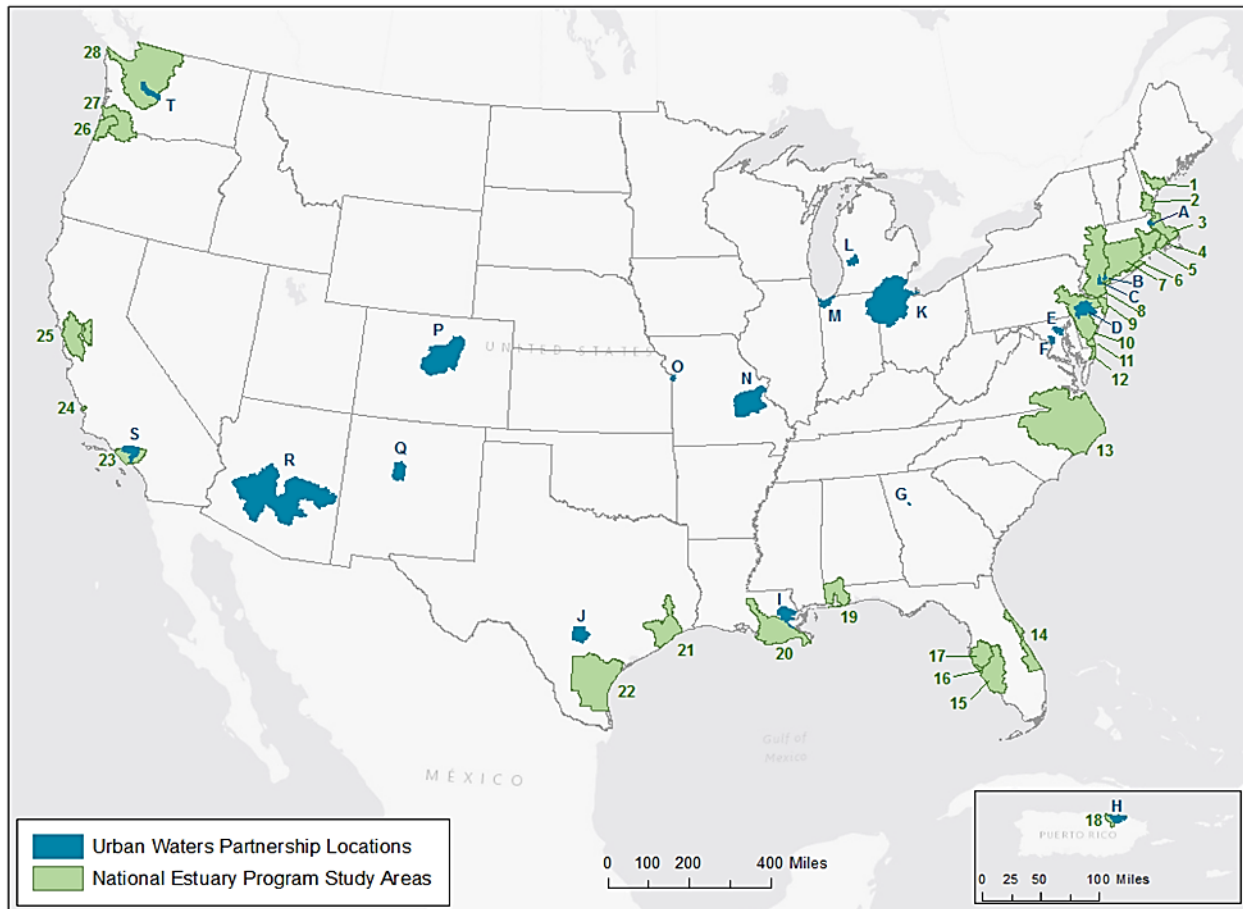 28
27
T
26
1
2
A
3
4
5
6
B
7
C
8
D
9
10
11
12
E
F
L
M
K
P
UNITED STATES
O
N
25
24
S
23
R
Q
13
G
J
I
21
22
20
19
14
17
16
15
Gulf of
Mexico
MÉXICO
H
18
PUERTO RICO
0 25 50 100 Miles
Urban Waters Partnership Locations
National Estuary Program Study Areas
0 100 200 400 Miles